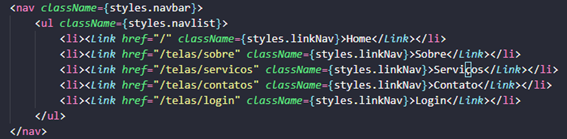 <nav className={styles.navbar}>
<ul className={styles.navlist}>
<li><Link href="/" className={styles.linkNav}>Home</Link></li>
<li><Link href="/telas/sobre" className={styles.linkNav}>Sobre</Link></li>
<li><Link href="/telas/servicos" className={styles.linkNav}>Serviços</Link></li>
<li><Link href="/telas/contatos" className={styles.linkNav}>Contato</Link></li>
<li><Link href="/telas/login" className={styles.linkNav}>Login</Link></li>
</ul>
</nav>